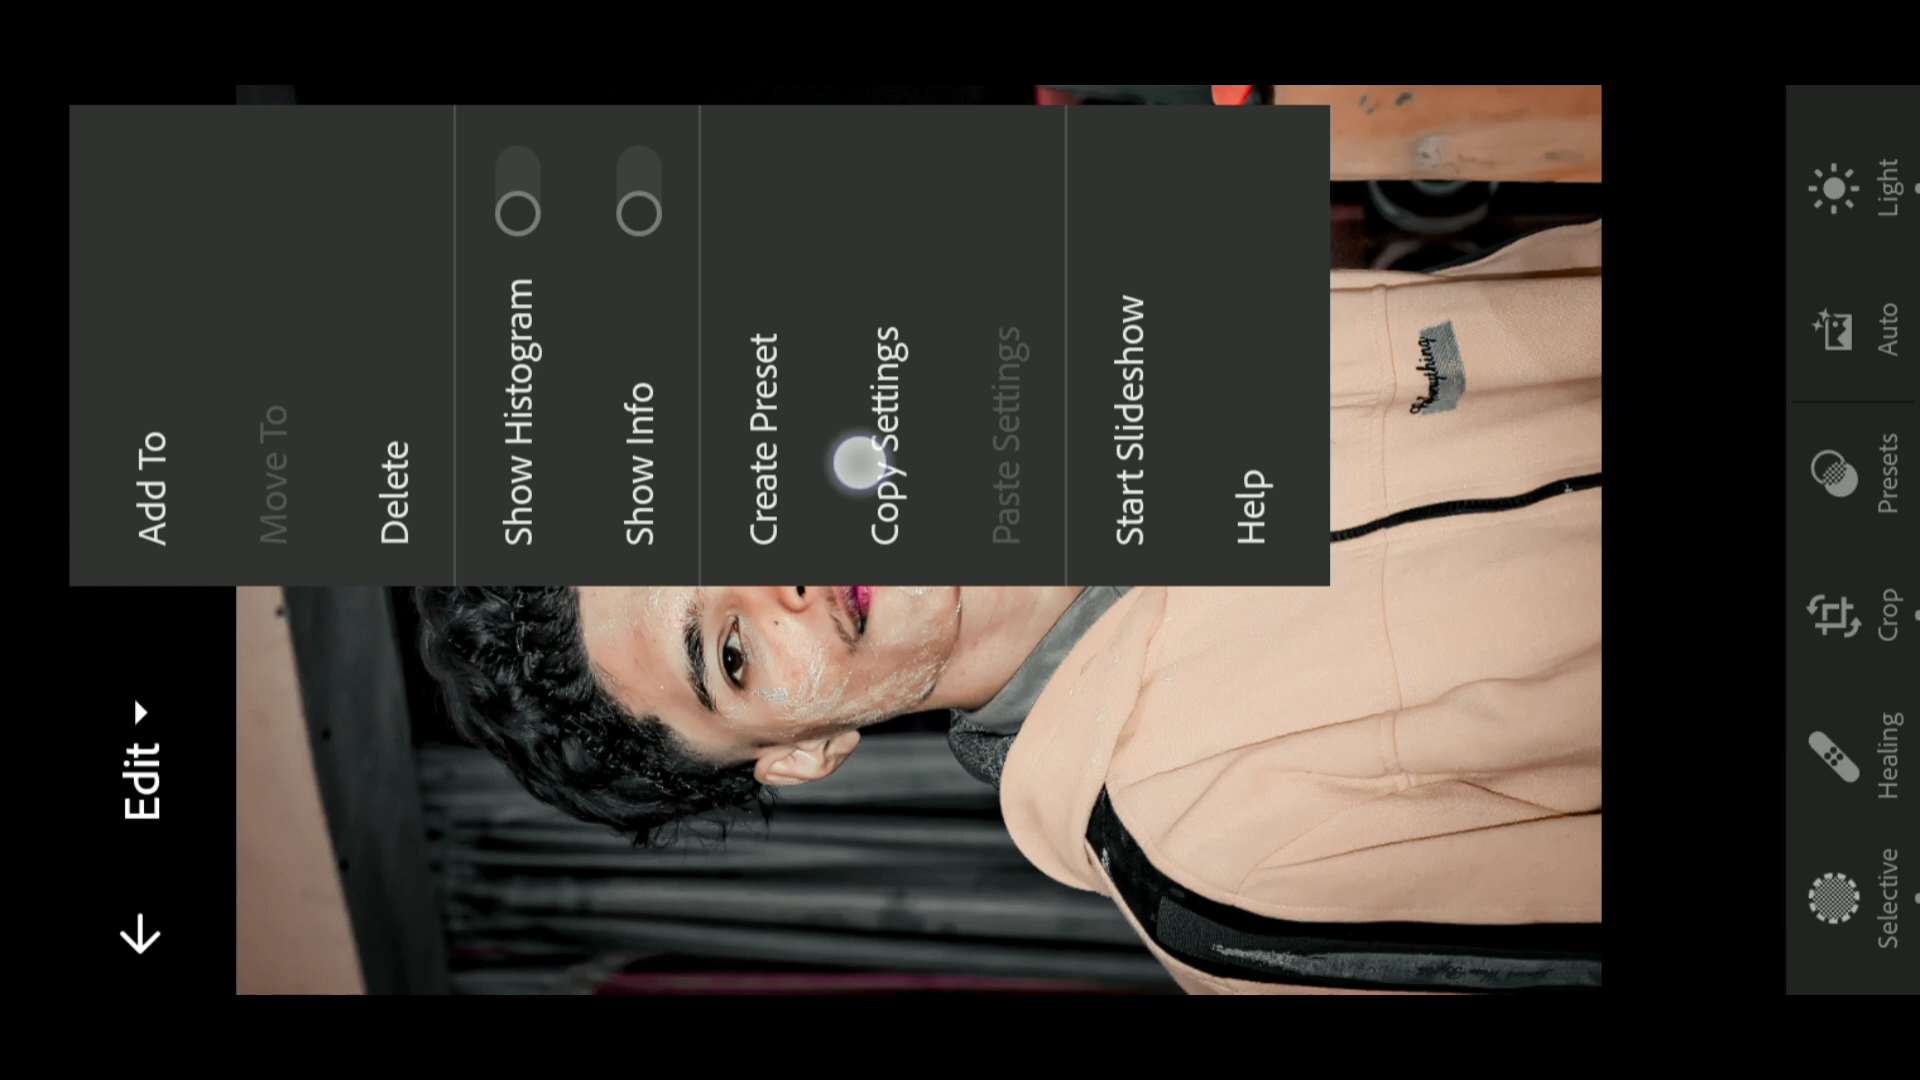 ← Edit
Add To
Move To
Delete
Show Histogram
Show Info
Create Preset
Copy Settings
Paste Settings
Start Slideshow
Help
Selective
Healing
Crop
Presets
Auto
Light